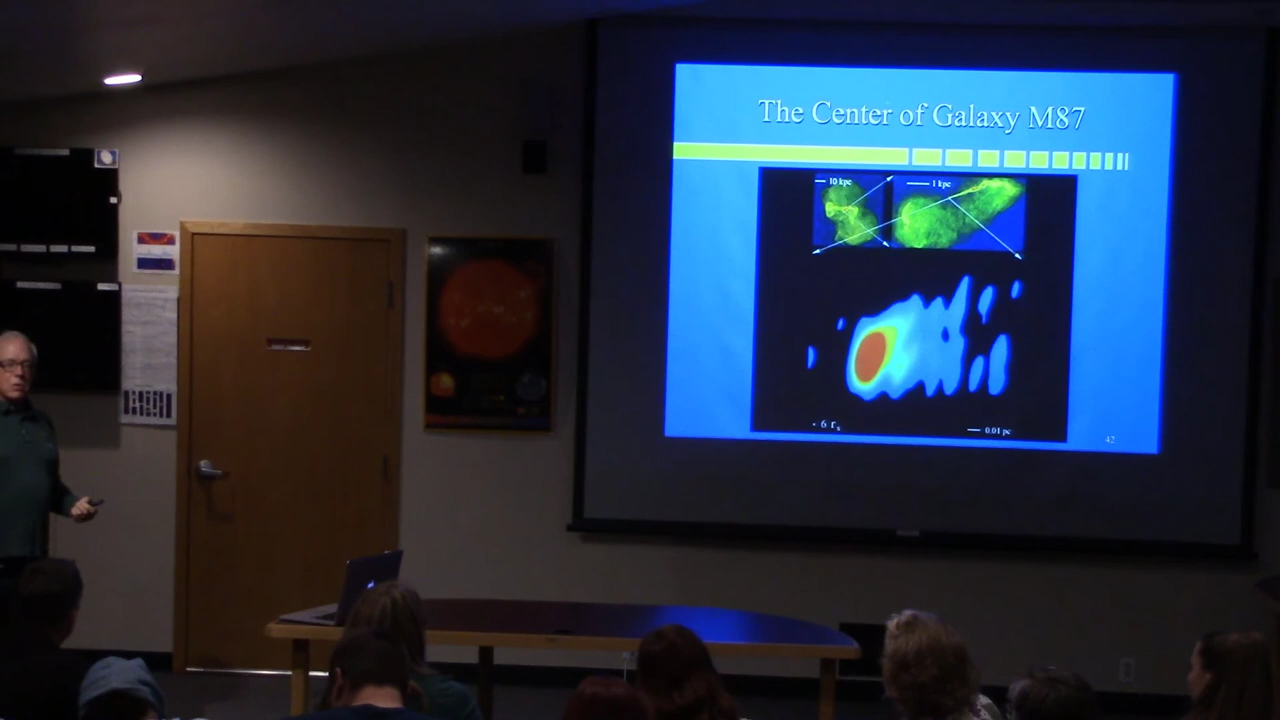 The Center of Galaxy M87
10 kpc
1 kpc
6 rs
0.01 pc
42